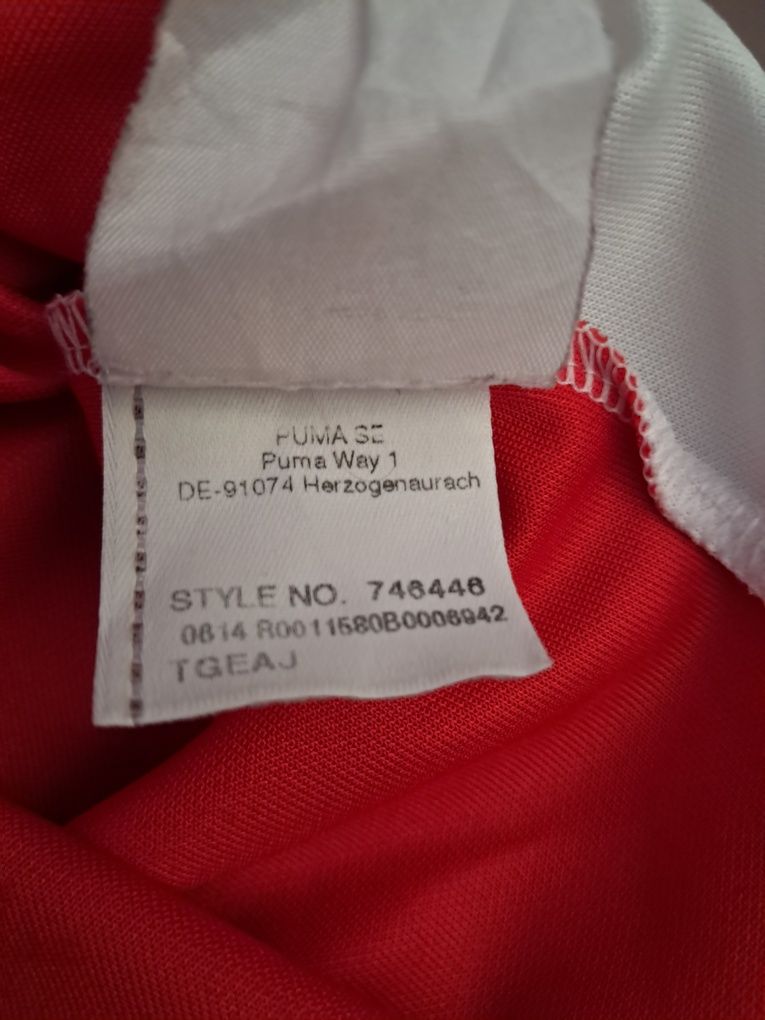 PUMA SE
Puma Way 1
DE-91074 Herzogenaurach
STYLE NO. 746446
0614 R0011580B0006942
TGEAJ